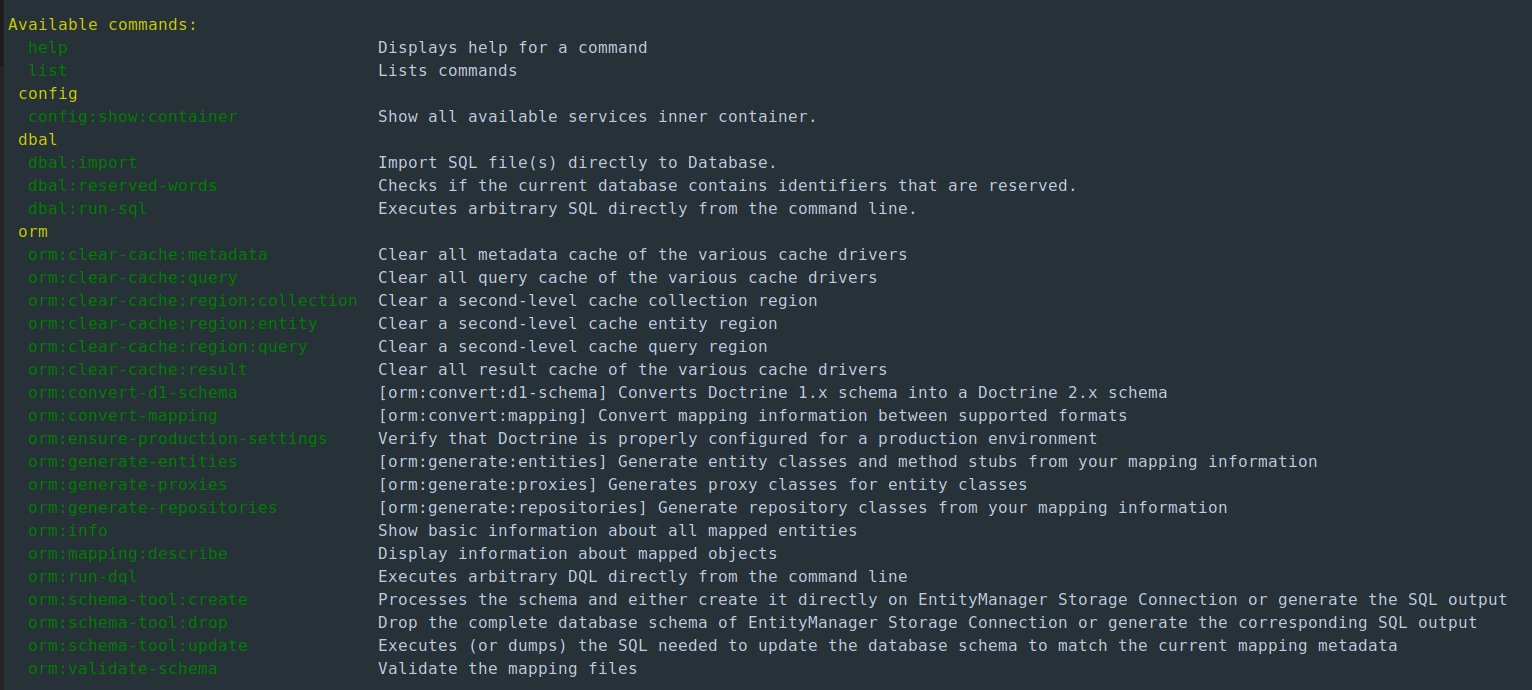 Available commands:
help Displays help for a command
list Lists commands
config
config:show:container Show all available services inner container.
dbal
dbal:import Import SQL file(s) directly to Database.
dbal:reserved-words Checks if the current database contains identifiers that are reserved.
dbal:run-sql Executes arbitrary SQL directly from the command line.
orm
orm:clear-cache:metadata Clear all metadata cache of the various cache drivers
orm:clear-cache:query Clear all query cache of the various cache drivers
orm:clear-cache:region:collection Clear a second-level cache collection region
orm:clear-cache:region:entity Clear a second-level cache entity region
orm:clear-cache:region:query Clear a second-level cache query region
orm:clear-cache:result Clear all result cache of the various cache drivers
orm:convert-d1-schema [orm:convert:d1-schema] Converts Doctrine 1.x schema into a Doctrine 2.x schema
orm:convert-mapping [orm:convert:mapping] Convert mapping information between supported formats
orm:ensure-production-settings Verify that Doctrine is properly configured for a production environment
orm:generate-entities [orm:generate:entities] Generate entity classes and method stubs from your mapping information
orm:generate-proxies [orm:generate:proxies] Generates proxy classes for entity classes
orm:generate-repositories [orm:generate:repositories] Generate repository classes from your mapping information
orm:info Show basic information about all mapped entities
orm:mapping:describe Display information about mapped objects
orm:run-dql Executes arbitrary DQL directly from the command line
orm:schema-tool:create Processes the schema and either create it directly on EntityManager Storage Connection or generate the SQL output
orm:schema-tool:drop Drop the complete database schema of EntityManager Storage Connection or generate the corresponding SQL output
orm:schema-tool:update Executes (or dumps) the SQL needed to update the database schema to match the current mapping metadata
orm:validate-schema Validate the mapping files